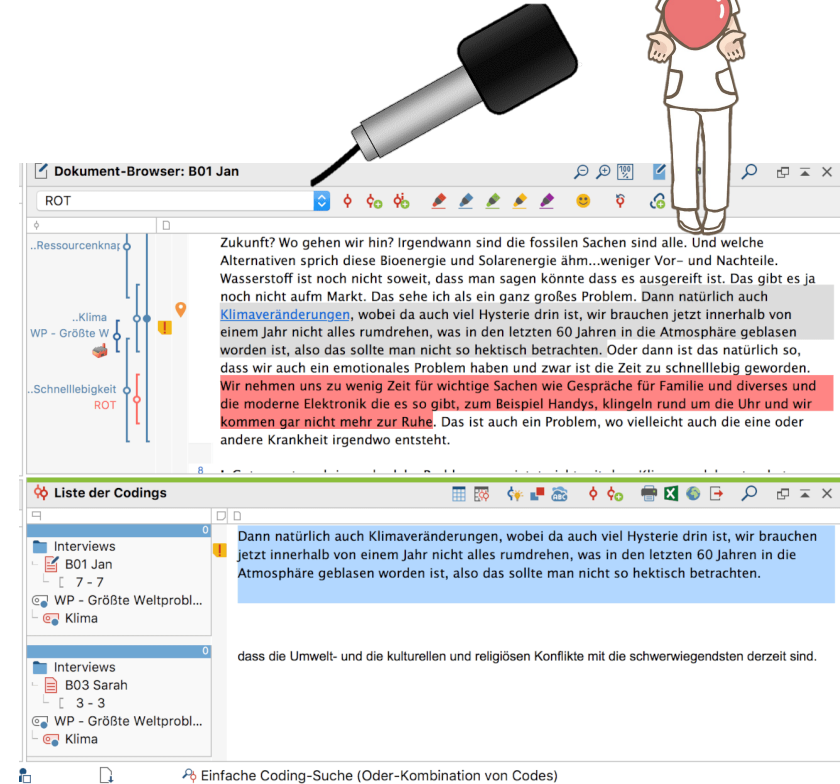 Dokument-Browser: B01 Jan
100%
ROT
..Ressourcenknap
..Klima
WP - Größte W
..Schnelllebigkeit
ROT
Zukunft? Wo gehen wir hin? Irgendwann sind die fossilen Sachen sind alle. Und welche
Alternativen sprich diese Bioenergie und Solarenergie ähm...weniger Vor- und Nachteile.
Wasserstoff ist noch nicht soweit, dass man sagen könnte dass es ausgereift ist. Das gibt es ja
noch nicht aufm Markt. Das sehe ich als ein ganz großes Problem. Dann natürlich auch
Klimaveränderungen, wobei da auch viel Hysterie drin ist, wir brauchen jetzt innerhalb von
einem Jahr nicht alles rumdrehen, was in den letzten 60 Jahren in die Atmosphäre geblasen
worden ist, also das sollte man nicht so hektisch betrachten. Oder dann ist das natürlich so,
dass wir auch ein emotionales Problem haben und zwar ist die Zeit zu schnelllebig geworden.
Wir nehmen uns zu wenig Zeit für wichtige Sachen wie Gespräche für Familie und diverses und
die moderne Elektronik die es so gibt, zum Beispiel Handys, klingeln rund um die Uhr und wir
kommen gar nicht mehr zur Ruhe. Das ist auch ein Problem, wo vielleicht auch die eine oder
andere Krankheit irgendwo entsteht.
8
Liste der Codings
0
Interviews
B01 Jan
7 - 7
WP - Größte Weltprobl...
Klima
Dann natürlich auch Klimaveränderungen, wobei da auch viel Hysterie drin ist, wir brauchen
jetzt innerhalb von einem Jahr nicht alles rumdrehen, was in den letzten 60 Jahren in die
Atmosphäre geblasen worden ist, also das sollte man nicht so hektisch betrachten.
0
Interviews
B03 Sarah
3 - 3
WP - Größte Weltprobl...
Klima
dass die Umwelt- und die kulturellen und religiösen Konflikte mit die schwerwiegendsten derzeit sind.
Einfache Coding-Suche (Oder-Kombination von Codes)